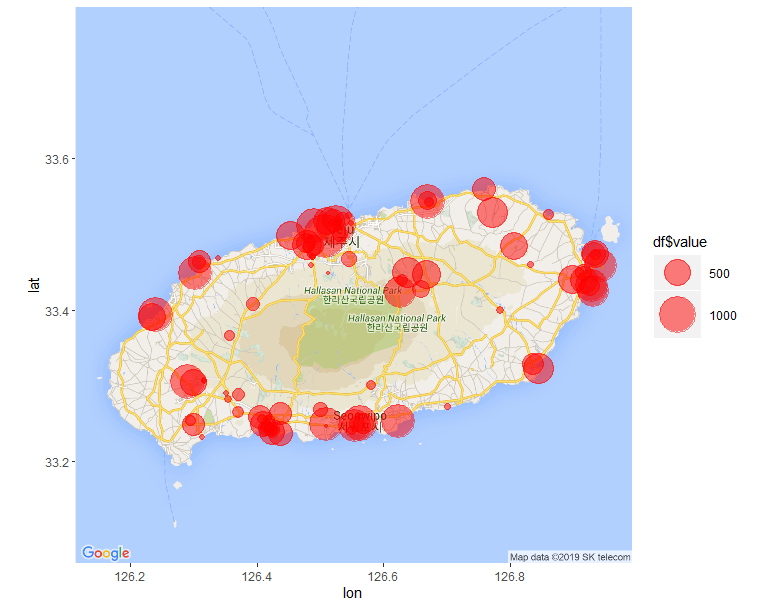 33.6
33.4
33.2
lat
제주시
Hallasan National Park
한라산국립공원
Hallasan National Park
한라산국립공원
Seogwipo
Google
Map data ©2019 SK telecom
126.2
126.4
126.6
126.8
lon
df$value
500
1000